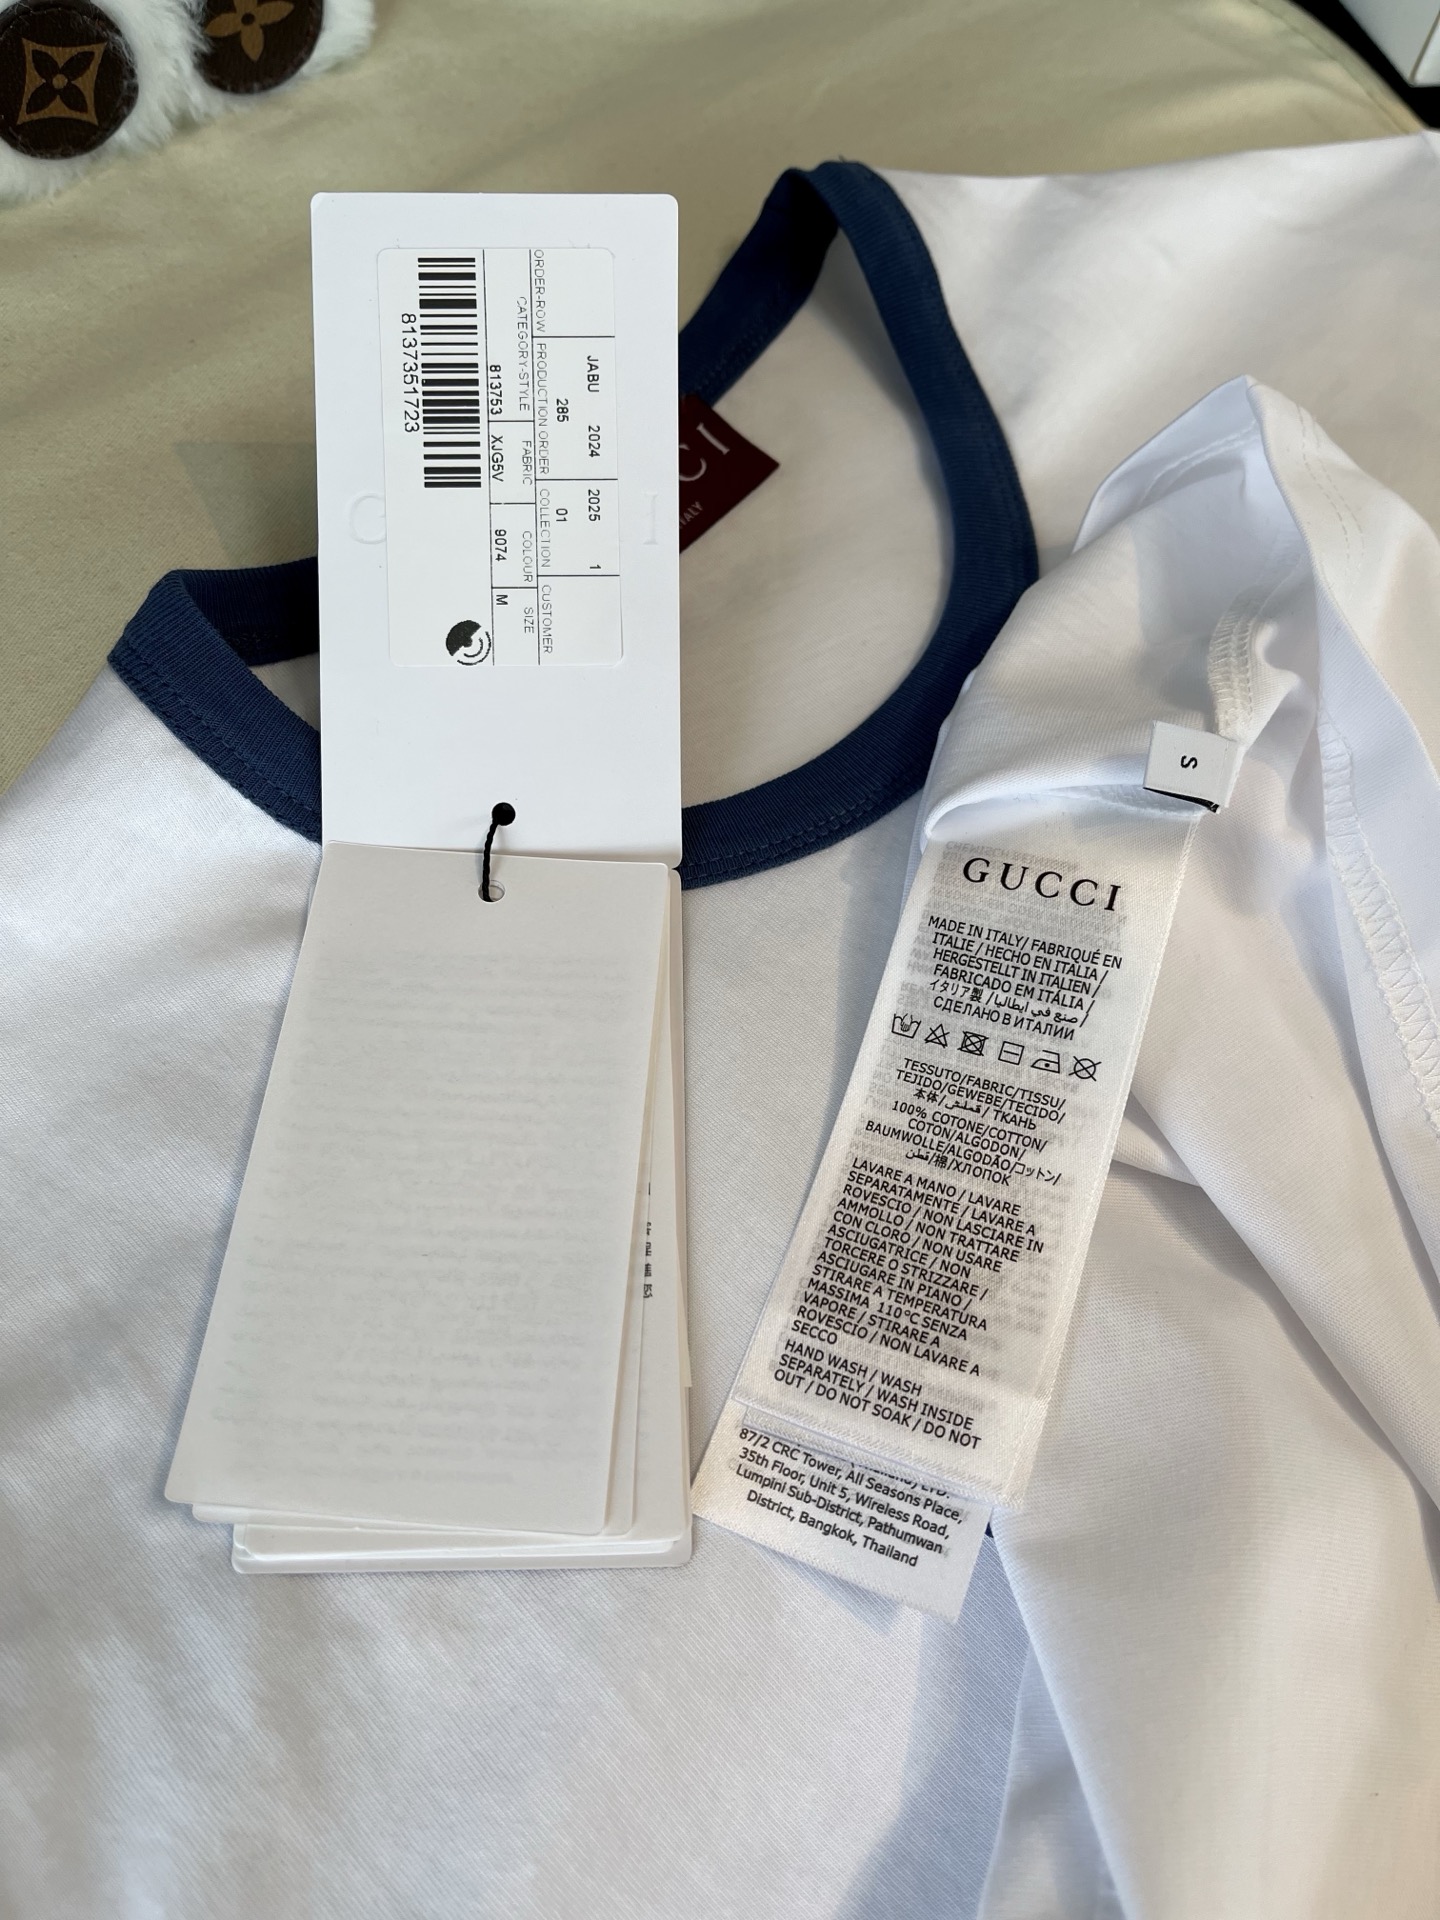 JABU 2024 2025 1
ORDER-ROW PRODUCTION ORDER COLLECTION CUSTOMER
285 01
CATEGORY-STYLE FABRIC COLOUR SIZE
813753 XJG5V 9074 M
8137351723
C I
CI
ITALY
S
GUCCI
MADE IN ITALY/ FABRIQUÉ EN
ITALIE / HECHO EN ITALIA /
HERGESTELLT IN ITALIEN /
FABRICADO EM ITÁLIA /
イタリア製 / صنع في إيطاليا /
СДЕЛАНО В ИТАЛИИ
TESSUTO/FABRIC/TISSU/
TEJIDO/GEWEBE/TECIDO/
本体/ قماش / ТКАНЬ
100% COTONE/COTTON/
COTON/ALGODON/
BAUMWOLLE/ALGODÃO/コットン/
قطن/棉/ХЛОПОК
LAVARE A MANO / LAVARE
SEPARATAMENTE / LAVARE A
ROVESCIO / NON LASCIARE IN
AMMOLLO / NON TRATTARE
CON CLORO / NON USARE
ASCIUGATRICE / NON
TORCERE O STRIZZARE /
ASCIUGARE IN PIANO /
STIRARE A TEMPERATURA
MASSIMA 110°C SENZA
VAPORE / STIRARE A
ROVESCIO / NON LAVARE A
SECCO
HAND WASH / WASH
SEPARATELY / WASH INSIDE
OUT / DO NOT SOAK / DO NOT
LTD.
87/2 CRC Tower, All Seasons Place,
35th Floor, Unit 5, Wireless Road,
Lumpini Sub-District, Pathumwan
District, Bangkok, Thailand